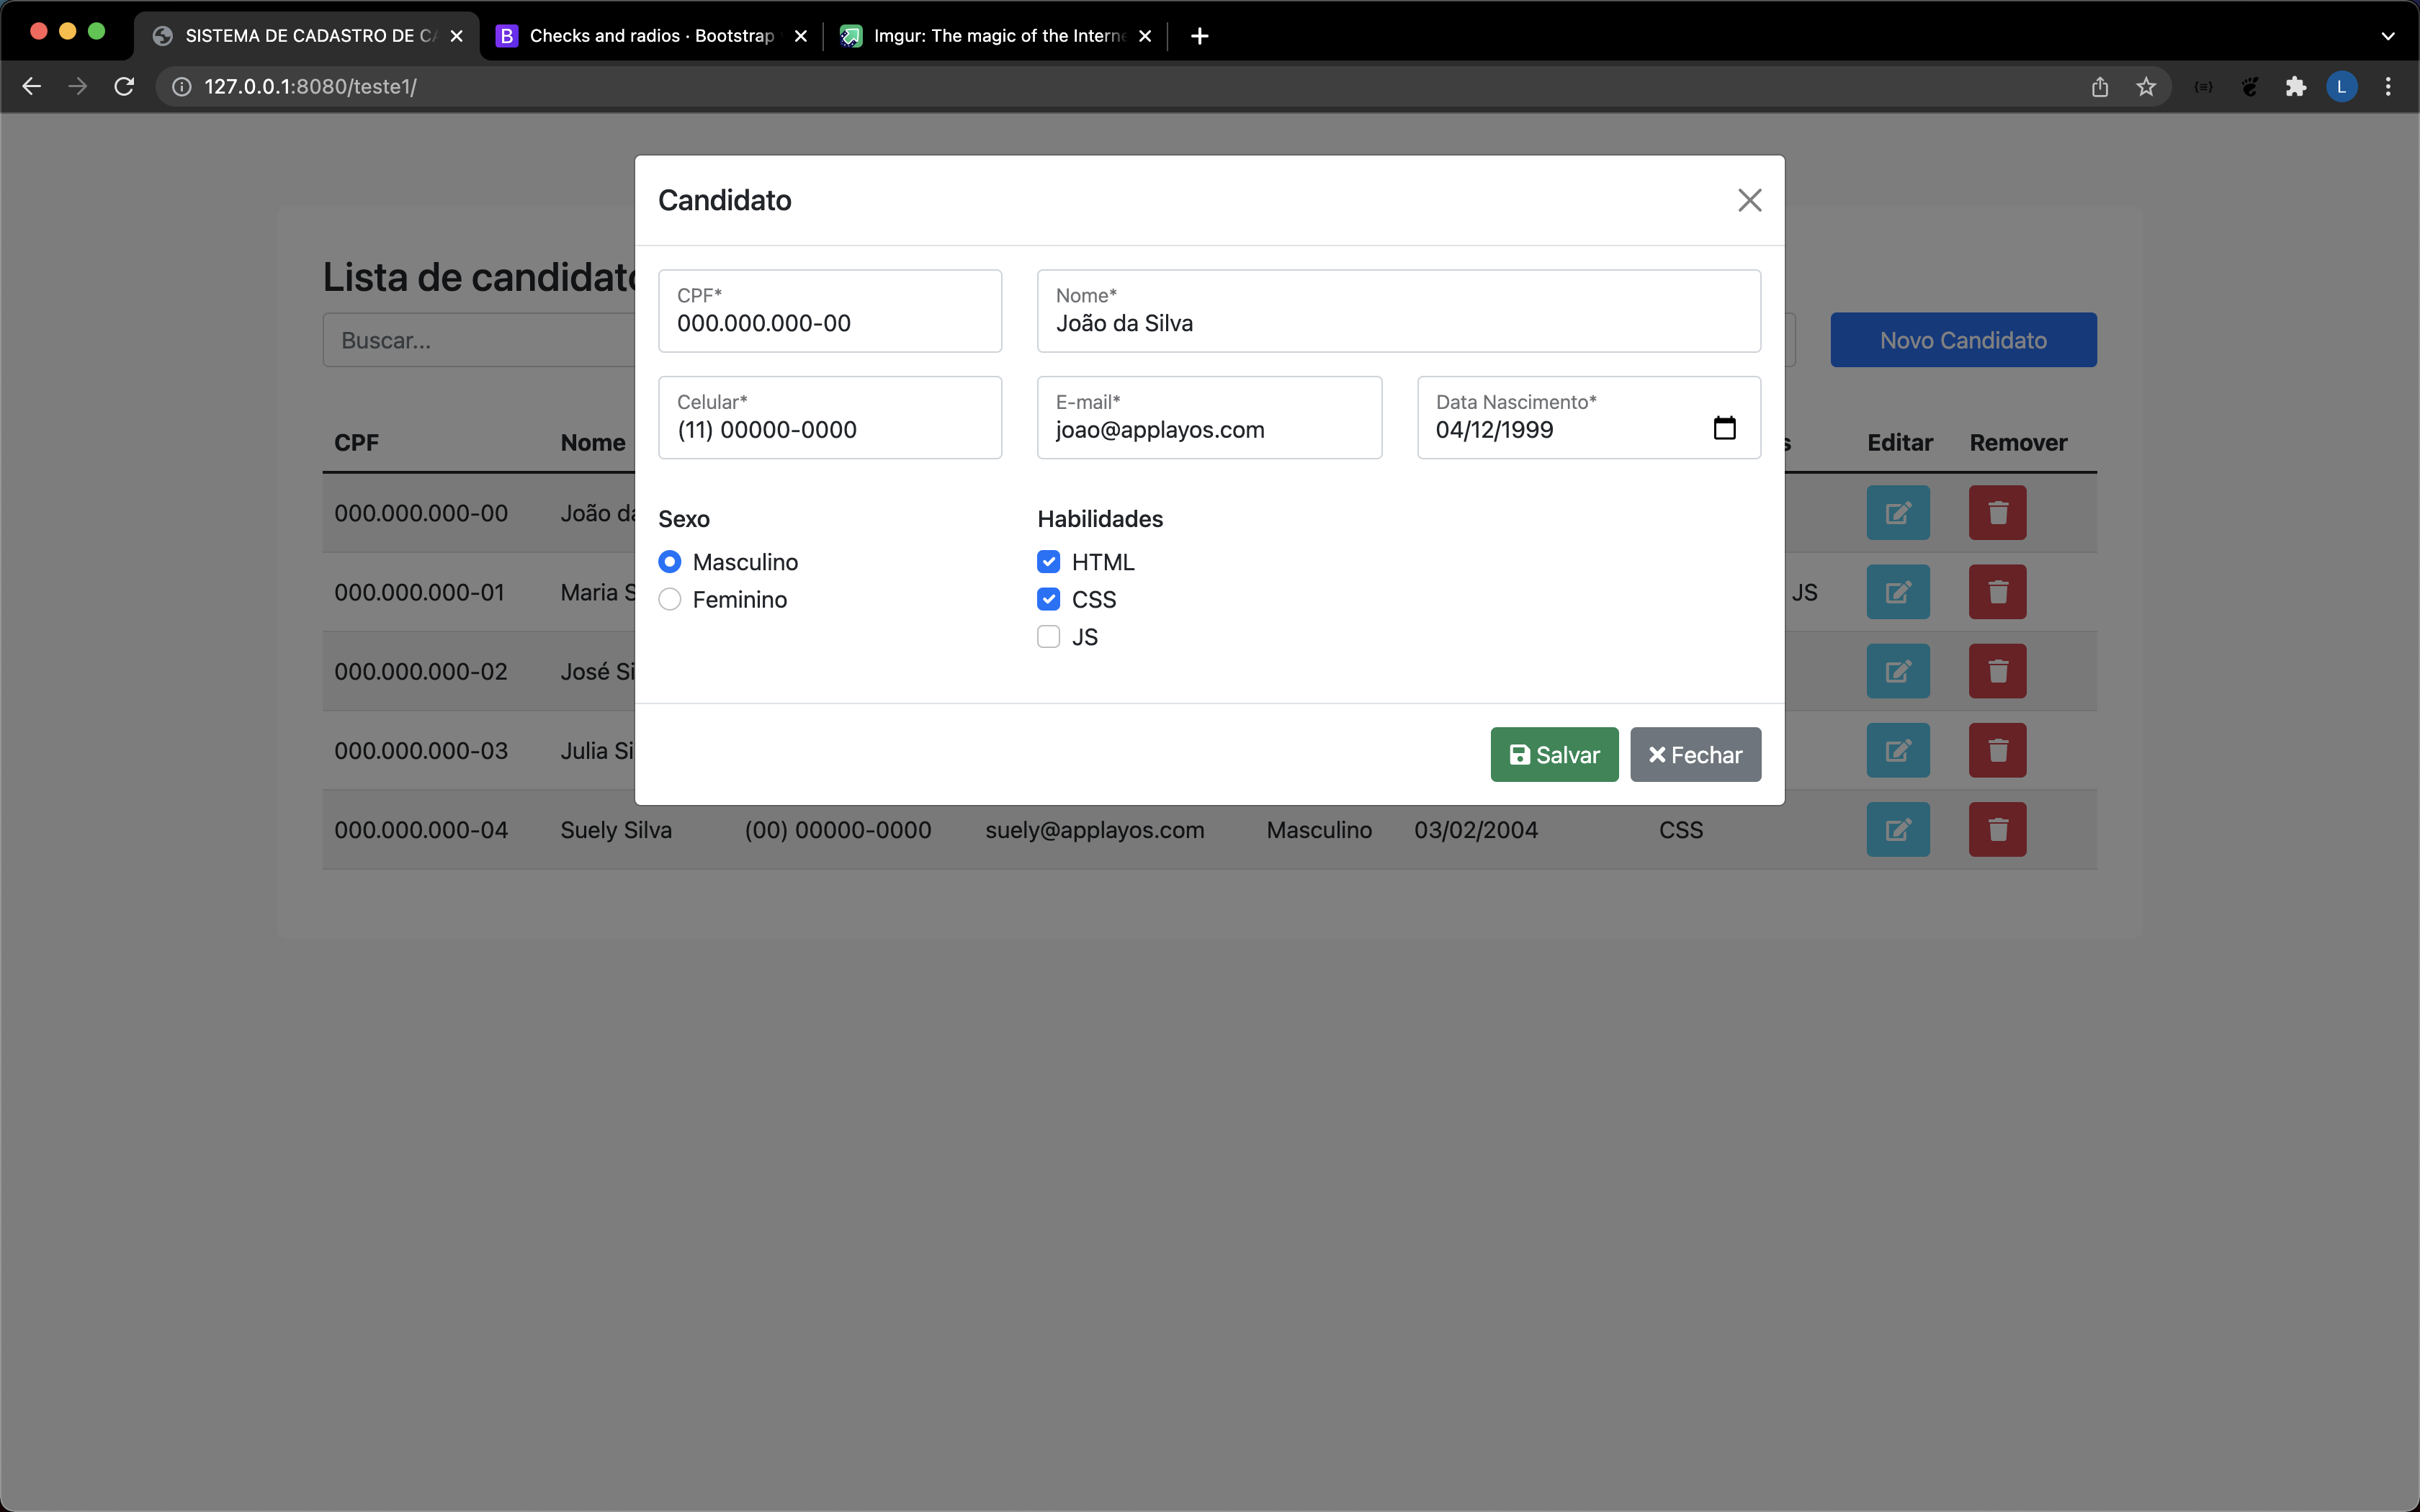 SISTEMA DE CADASTRO DE CA
Checks and radios · Bootstrap
Imgur: The magic of the Interne
127.0.0.1:8080/teste1/
L
Candidato
Lista de candidato
CPF*
000.000.000-00
Nome*
João da Silva
Buscar...
Novo Candidato
Celular*
(11) 00000-0000
E-mail*
joao@applayos.com
Data Nascimento*
04/12/1999
CPF Nome s Editar Remover
Sexo
Masculino
Feminino
Habilidades
HTML
CSS
JS
000.000.000-00 João da
000.000.000-01 Maria S JS
000.000.000-02 José Si
000.000.000-03 Julia Si
Salvar Fechar
000.000.000-04 Suely Silva (00) 00000-0000 suely@applayos.com Masculino 03/02/2004 CSS